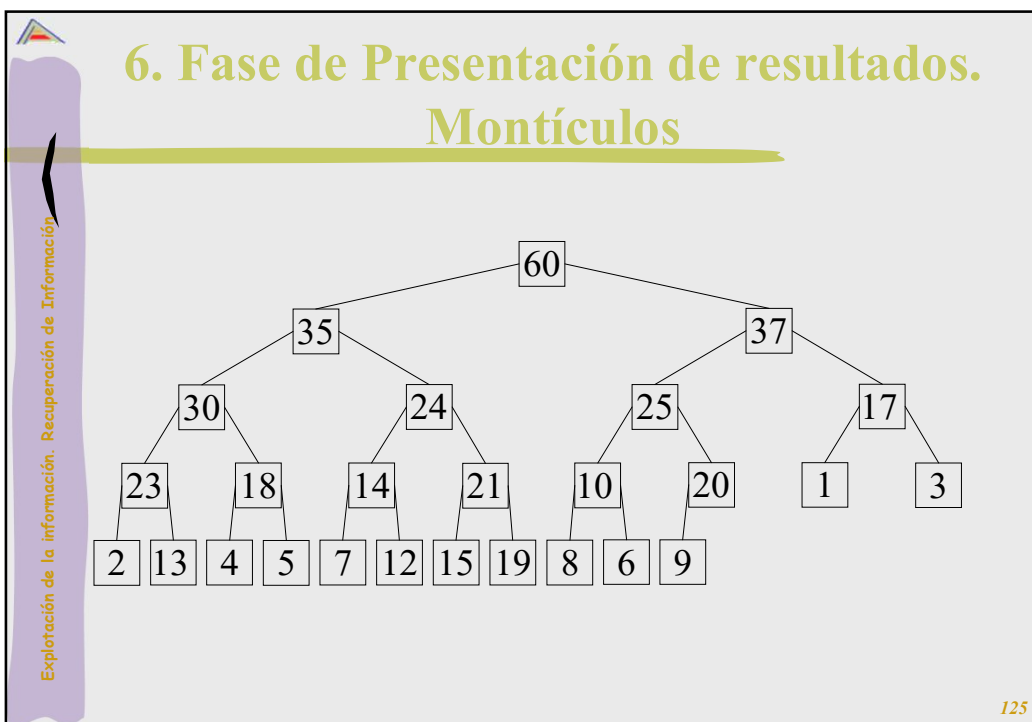 6. Fase de Presentación de resultados.
Montículos
Explotación de la información. Recuperación de Información
60
35 37
30 24 25 17
23 18 14 21 10 20 1 3
2 13 4 5 7 12 15 19 8 6 9
125